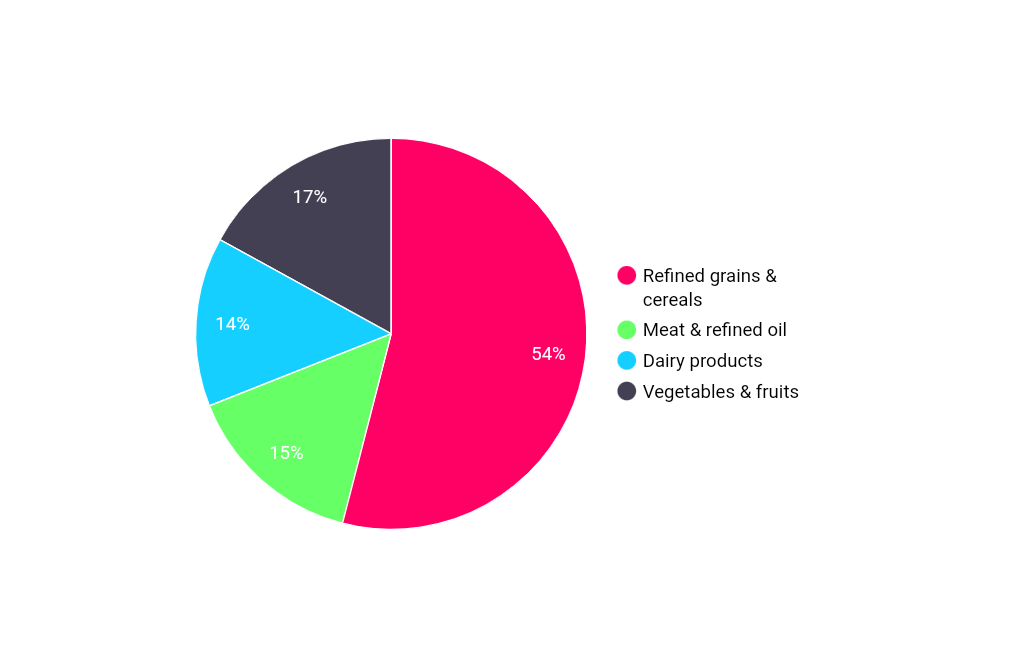 17%
14%
54%
15%
Refined grains &
cereals
Meat & refined oil
Dairy products
Vegetables & fruits